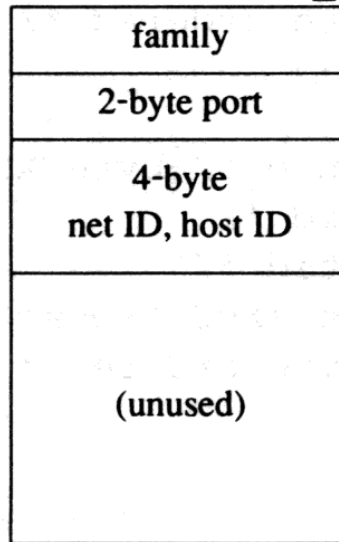 family
2-byte port
4-byte
net ID, host ID
(unused)